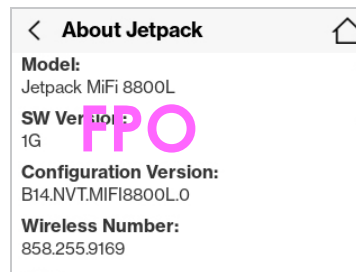 About Jetpack
Model:
Jetpack MiFi 8800L
SW Version:
FPO
1G
Configuration Version:
B14.NVT.MIFI8800L.0
Wireless Number:
858.255.9169